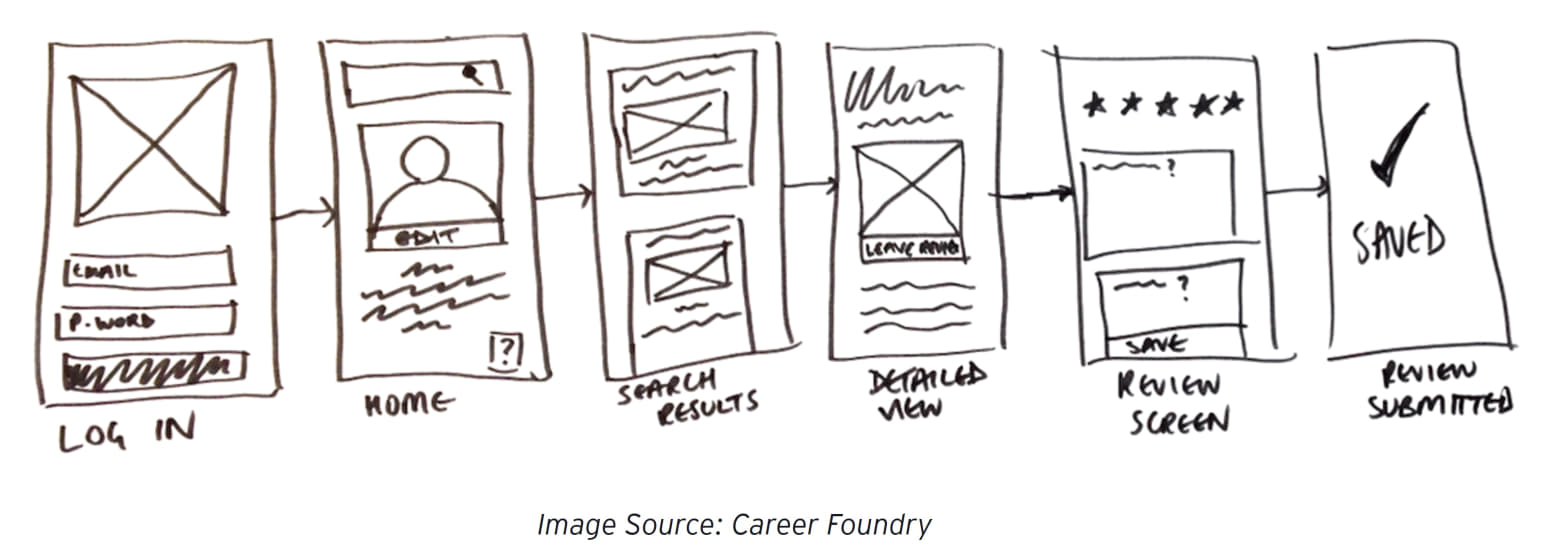 EMAIL
P-WORD
LOG IN
EDIT
?
HOME
SEARCH
RESULTS
LEAVE REVIEW
DETAILED
VIEW
?
?
SAVE
REVIEW
SCREEN
SAVED
REVIEW
SUBMITTED
Image Source: Career Foundry